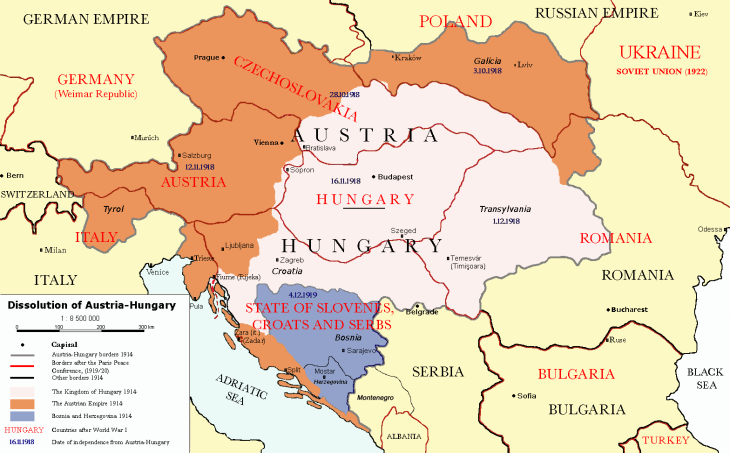 GERMAN EMPIRE
POLAND
RUSSIAN EMPIRE
Kiev
UKRAINE
SOVIET UNION (1922)
Prague
Kraków
Galicia
3.10.1918
Lviv
CZECHOSLOVAKIA
28.10.1918
GERMANY
(Weimar Republic)
Munich
Salzburg
12.11.1918
AUSTRIA
Vienna
Bratislava
Sopron
AUSTRIA
16.11.1918
Budapest
HUNGARY
HUNGARY
Bern
SWITZERLAND
Tyrol
ITALY
Milan
ITALY
Venice
Trieste
Ljubljana
Zagreb
Croatia
Fiume (Rijeka)
Pula
Szeged
Temesvár
(Timişoara)
Transylvania
1.12.1918
ROMANIA
ROMANIA
Odessa
Bucharest
Ruse
BLACK
SEA
4.12.1919
STATE OF SLOVENES,
CROATS AND SERBS
Bosnia
Sarajevo
Mostar
Herzegovina
Zara (it.)
(Zadar)
Split
Belgrade
SERBIA
Montenegro
ALBANIA
ADRIATIC
SEA
BULGARIA
BULGARIA
Sofia
TURKEY
Dissolution of Austria-Hungary
1 : 8 500 000
0 100 200 300 km
Capital
Austria-Hungary borders 1914
Borders after the Paris Peace
Conference, (1919/20)
Other borders 1914
The Kingdom of Hungary 1914
The Austrian Empire 1914
Bosnia and Herzegovina 1914
HUNGARY Countries after World War I
16.11.1918 Date of independence from Austria-Hungary